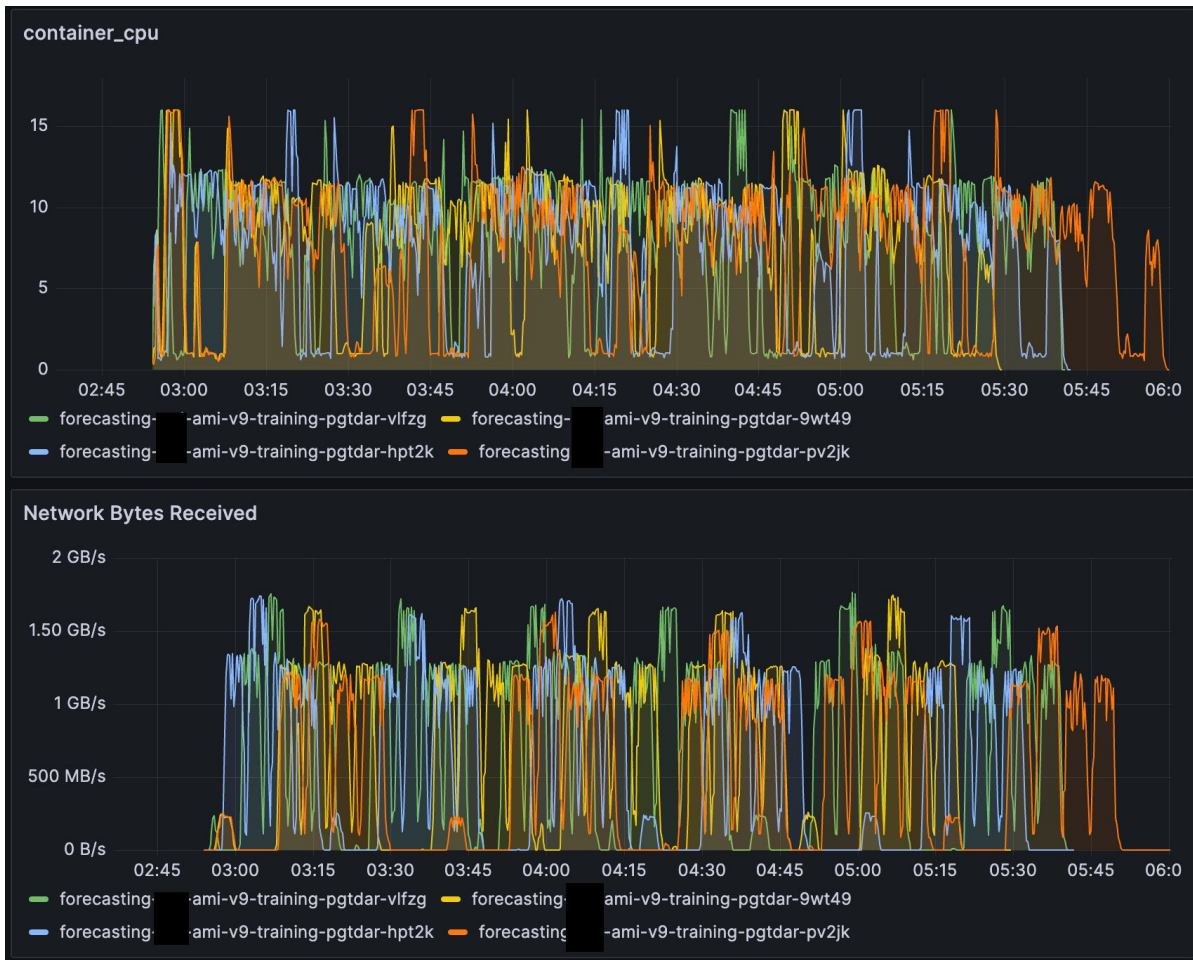 container_cpu
15
10
5
0
02:45 03:00 03:15 03:30 03:45 04:00 04:15 04:30 04:45 05:00 05:15 05:30 05:45 06:0
forecasting- -ami-v9-training-pgtdar-vlfzg forecasting- ami-v9-training-pgtdar-9wt49
forecasting- -ami-v9-training-pgtdar-hpt2k forecasting -ami-v9-training-pgtdar-pv2jk
Network Bytes Received
2 GB/s
1.50 GB/s
1 GB/s
500 MB/s
0 B/s
02:45 03:00 03:15 03:30 03:45 04:00 04:15 04:30 04:45 05:00 05:15 05:30 05:45 06:0
forecasting- -ami-v9-training-pgtdar-vlfzg forecasting- ami-v9-training-pgtdar-9wt49
forecasting- -ami-v9-training-pgtdar-hpt2k forecasting -ami-v9-training-pgtdar-pv2jk